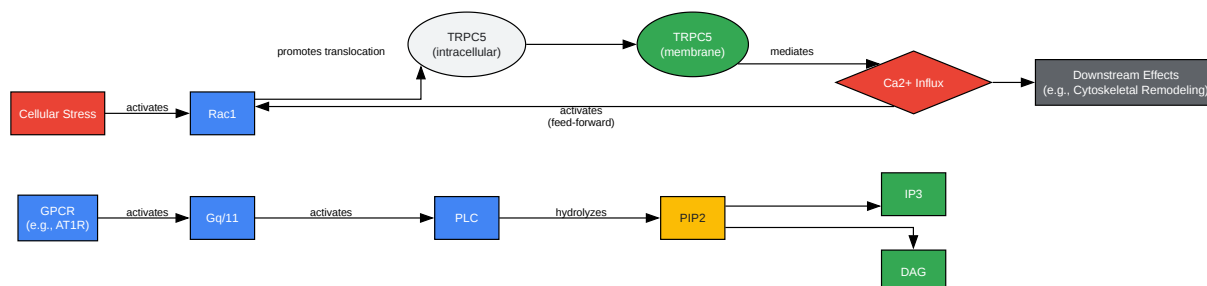 TRPC5
(intracellular)
TRPC5
(membrane)
promotes translocation
mediates
Ca2+ Influx
Downstream Effects
(e.g., Cytoskeletal Remodeling)
Cellular Stress
activates
Rac1
activates
(feed-forward)
GPCR
(e.g., AT1R)
activates
Gq/11
activates
PLC
hydrolyzes
PIP2
IP3
DAG